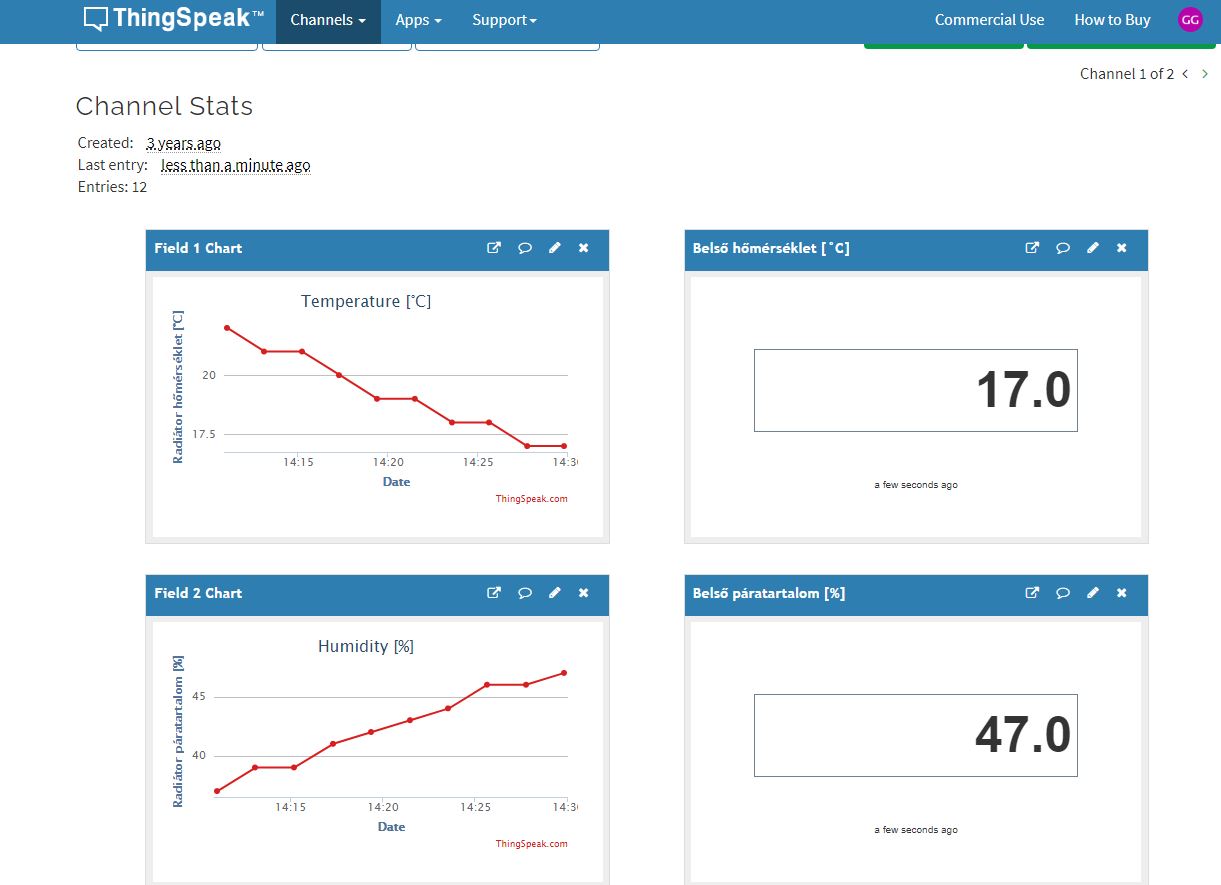 ThingSpeak™ Channels Apps Support Commercial Use How to Buy GG
Channel 1 of 2 < >
Channel Stats
Created: 3 years ago
Last entry: less than a minute ago
Entries: 12
Field 1 Chart
Temperature [°C]
Radiátor hőmérséklet [°C]
20
17.5
14:15 14:20 14:25 14:30
Date
ThingSpeak.com
Belső hőmérséklet [ °C]
17.0
a few seconds ago
Field 2 Chart
Humidity [%]
Radiátor páratartalom [%]
45
40
14:15 14:20 14:25 14:30
Date
ThingSpeak.com
Belső páratartalom [%]
47.0
a few seconds ago